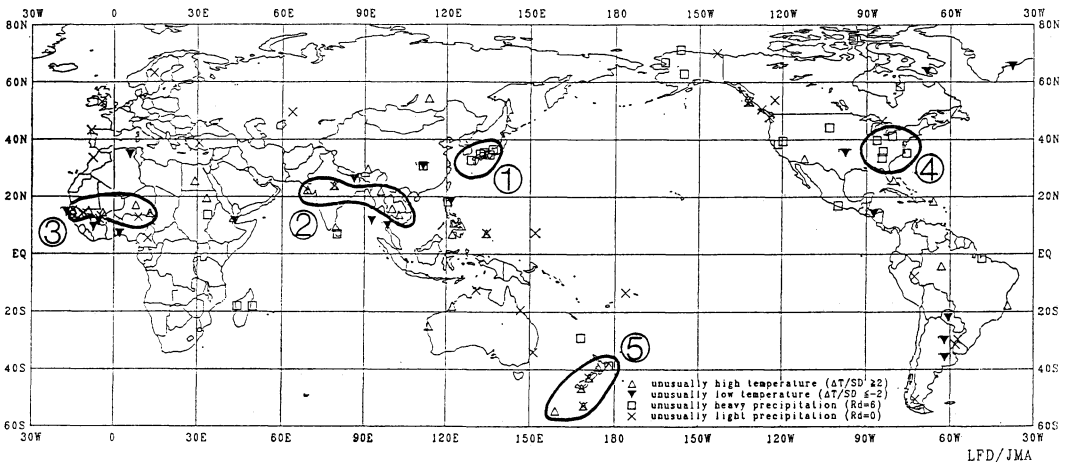 30W 0 30E 60E 90E 120E 150E 180 150W 120W 90W 60W 30W
80N 80N
60N 60N
40N 40N
①
④
20N 20N
②
③
EQ EQ
20S 20S
⑤
40S 40S
△ unusually high temperature (ΔT/SD ≧2)
▼ unusually low temperature (ΔT/SD ≦-2)
□ unusually heavy precipitation (Rd=6)
× unusually light precipitation (Rd=0)
60S 60S
30W 0 30E 60E 90E 120E 150E 180 150W 120W 90W 60W 30W
LFD/JMA